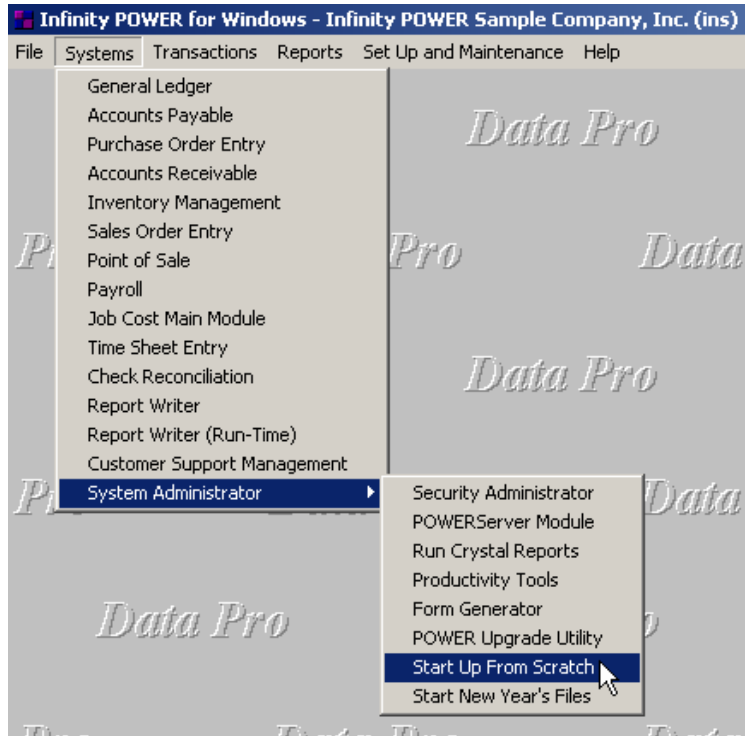 Infinity POWER for Windows - Infinity POWER Sample Company, Inc. (ins)
File Systems Transactions Reports Set Up and Maintenance Help
General Ledger
Accounts Payable
Purchase Order Entry
Accounts Receivable
Inventory Management
Sales Order Entry
Point of Sale
Payroll
Job Cost Main Module
Time Sheet Entry
Check Reconciliation
Report Writer
Report Writer (Run-Time)
Customer Support Management
System Administrator
Security Administrator
POWERServer Module
Run Crystal Reports
Productivity Tools
Form Generator
POWER Upgrade Utility
Start Up From Scratch
Start New Year's Files
Data Pro
Pro Data
Data Pro
Data
Data Pro